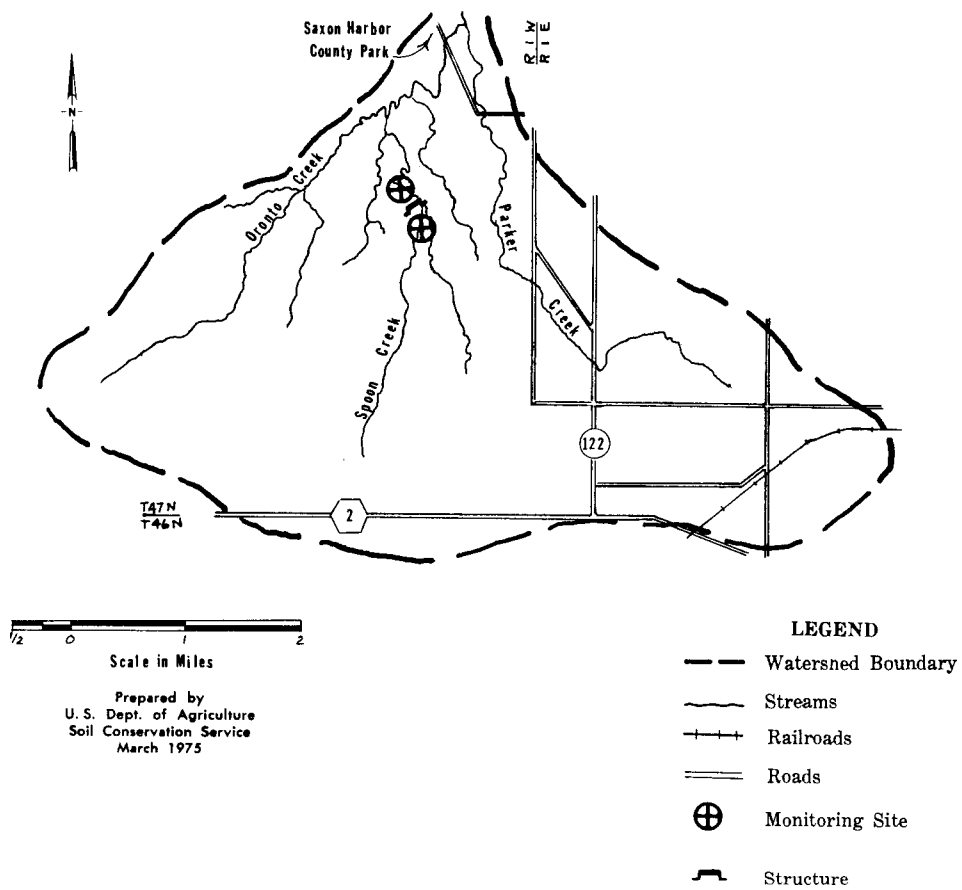 Saxon Harbor
County Park
R I W
R I E
N
Oronto Creek
Parker Creek
Spoon Creek
122
T47N
T46N
2
1/2 0 1 2
Scale in Miles
Prepared by
U. S. Dept. of Agriculture
Soil Conservation Service
March 1975
LEGEND
Watersned Boundary
Streams
Railroads
Roads
Monitoring Site
Structure